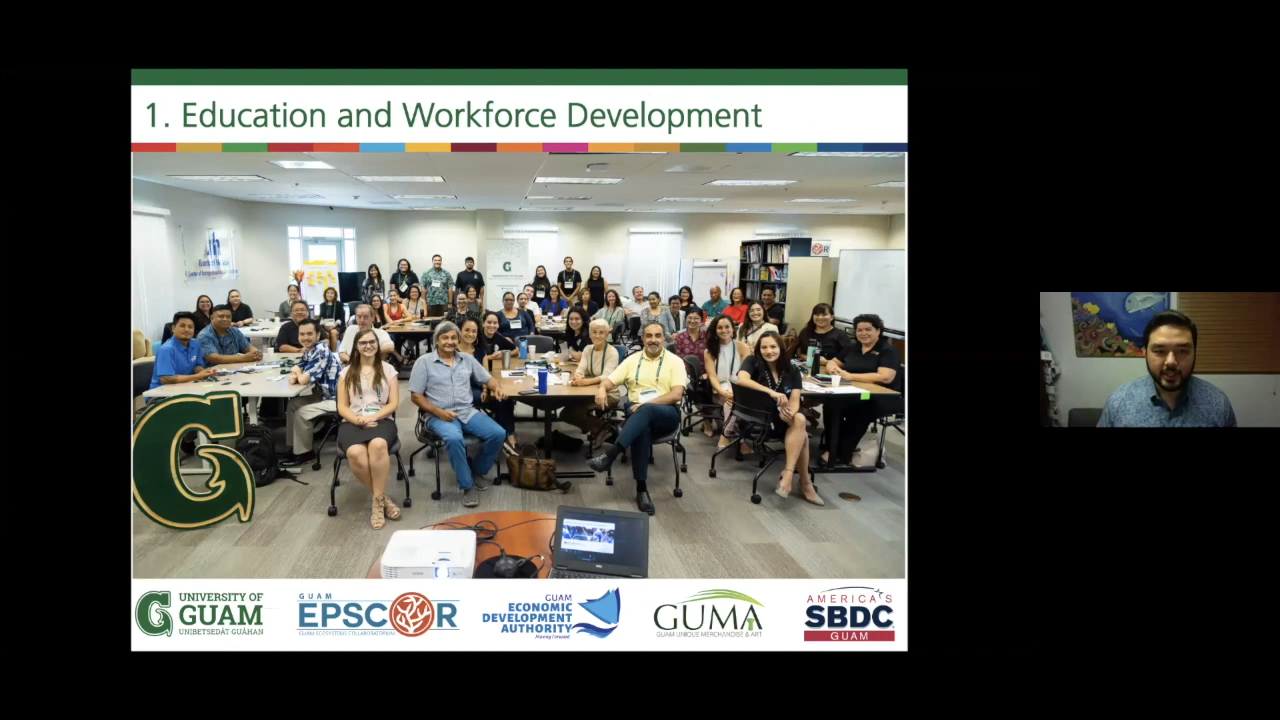 1. Education and Workforce Development
UNIVERSITY OF
GUAM
UNIBETSEDÅT GUÅHAN
GUAM
EPSCOR
GUAM ECOSYSTEMS COLLABORATORIUM
GUAM
ECONOMIC
DEVELOPMENT
AUTHORITY
Moving Forward
GUMA
GUAM UNIQUE MERCHANDISE & ART
AMERICA'S
SBDC
GUAM